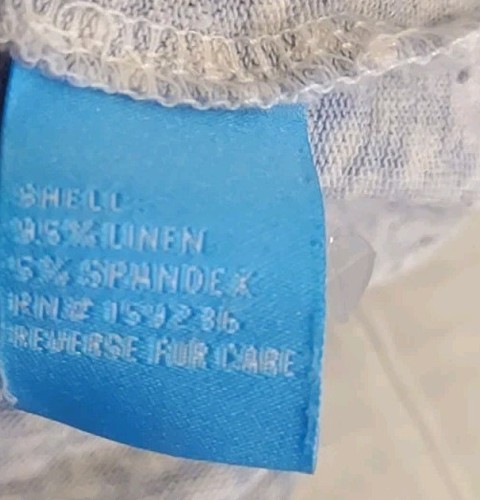 SHELL
95% LINEN
5% SPANDEX
RN# 159236
REVERSE FOR CARE